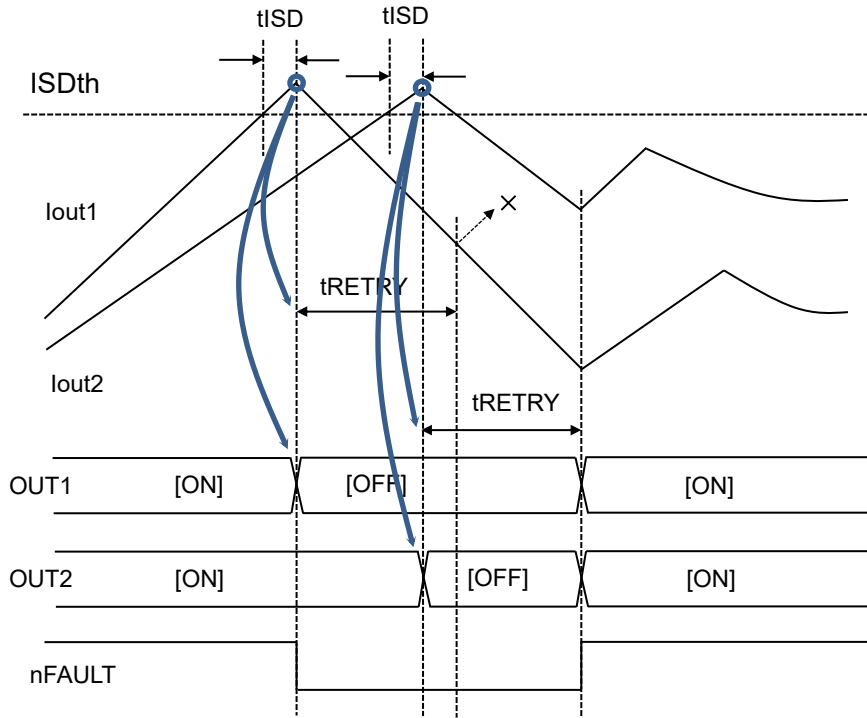 tISD
tISD
ISDth
Iout1
tRETRY
Iout2
tRETRY
OUT1
[ON]
[OFF]
[ON]
OUT2
[ON]
[OFF]
[ON]
nFAULT